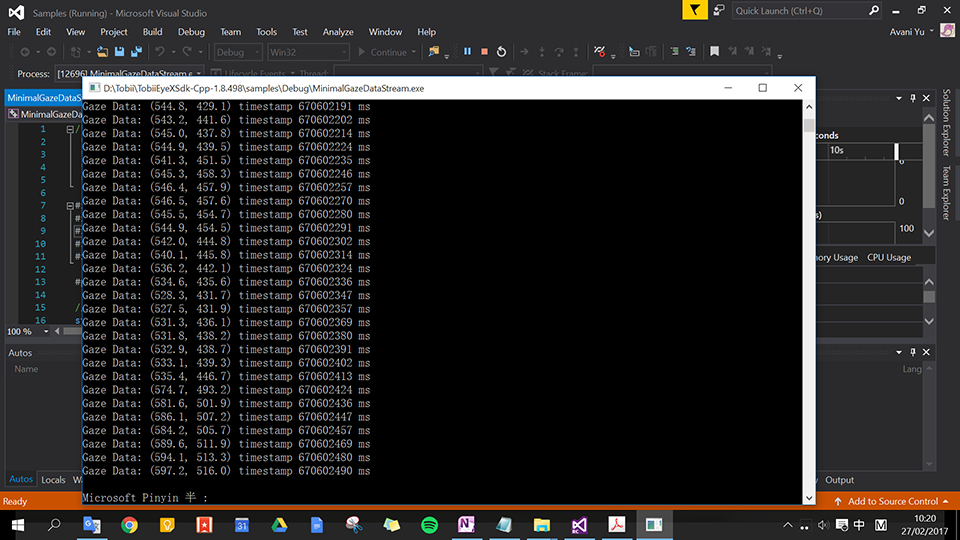 Samples (Running) - Microsoft Visual Studio
Quick Launch (Ctrl+Q)
File Edit View Project Build Debug Team Tools Test Analyze Window Help
Avani Yu
Debug Win32 Continue
Process: [12696] MinimalGazeDataStream.e Lifecycle Events Thread: Stack Frame:
D:\Tobii\TobiiEyeXSdk-Cpp-1.8.498\samples\Debug\MinimalGazeDataStream.exe
MinimalGazeDataS
MinimalGazeDa
1
2
3
4
5
6
7
8
9
10
11
12
13
14
15
16
100 %
Gaze Data: (544.8, 429.1) timestamp 670602191 ms
Gaze Data: (543.2, 441.6) timestamp 670602202 ms
Gaze Data: (545.0, 437.8) timestamp 670602214 ms
Gaze Data: (544.9, 439.5) timestamp 670602224 ms
Gaze Data: (541.3, 451.5) timestamp 670602235 ms
Gaze Data: (545.3, 458.3) timestamp 670602246 ms
Gaze Data: (546.4, 457.9) timestamp 670602257 ms
Gaze Data: (546.5, 457.6) timestamp 670602270 ms
Gaze Data: (545.5, 454.7) timestamp 670602280 ms
Gaze Data: (544.9, 454.5) timestamp 670602291 ms
Gaze Data: (542.0, 444.8) timestamp 670602302 ms
Gaze Data: (540.1, 445.8) timestamp 670602314 ms
Gaze Data: (536.2, 442.1) timestamp 670602324 ms
Gaze Data: (534.6, 435.6) timestamp 670602336 ms
Gaze Data: (528.3, 431.7) timestamp 670602347 ms
Gaze Data: (527.5, 431.9) timestamp 670602357 ms
Gaze Data: (531.3, 436.1) timestamp 670602369 ms
Gaze Data: (531.8, 438.2) timestamp 670602380 ms
Gaze Data: (532.9, 438.7) timestamp 670602391 ms
Gaze Data: (533.1, 439.3) timestamp 670602402 ms
Gaze Data: (535.4, 446.7) timestamp 670602413 ms
Gaze Data: (574.7, 493.2) timestamp 670602424 ms
Gaze Data: (581.6, 501.9) timestamp 670602436 ms
Gaze Data: (586.1, 507.2) timestamp 670602447 ms
Gaze Data: (584.2, 505.7) timestamp 670602457 ms
Gaze Data: (589.6, 511.9) timestamp 670602469 ms
Gaze Data: (594.1, 513.3) timestamp 670602480 ms
Gaze Data: (597.2, 516.0) timestamp 670602490 ms
Microsoft Pinyin 半 :
conds
10s
0
0
s)
100
ory Usage CPU Usage
Solution Explorer
Team Explorer
Autos
Name
Lang
Autos Locals Wa
Output
Ready
Add to Source Control
31
中 M
10:20
27/02/2017